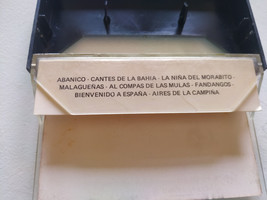 ABANICO - CANTES DE LA BAHIA - LA NIÑA DEL MORABITO -
MALAGUEÑAS - AL COMPAS DE LAS MULAS - FANDANGOS -
BIENVENIDO A ESPAÑA - AIRES DE LA CAMPIÑA